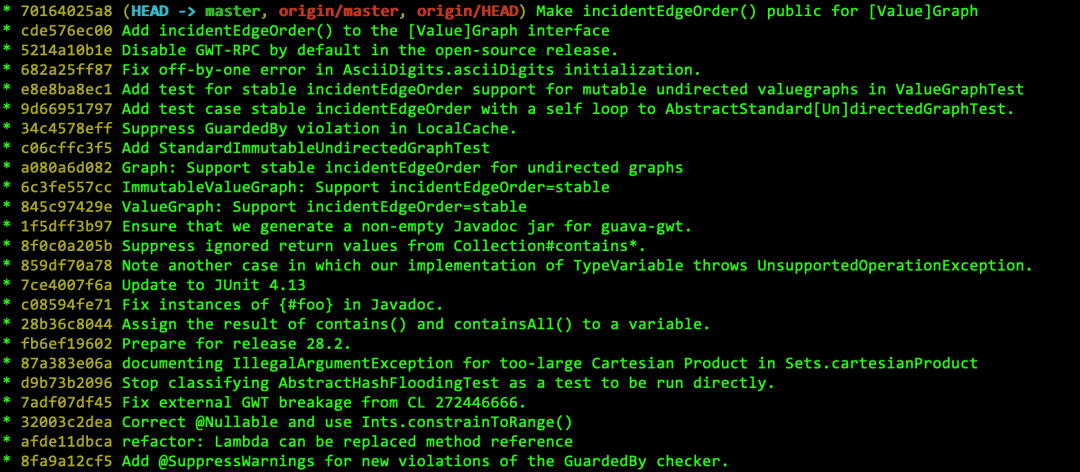 * 70164025a8 (HEAD -> master, origin/master, origin/HEAD) Make incidentEdgeOrder() public for [Value]Graph
* cde576ec00 Add incidentEdgeOrder() to the [Value]Graph interface
* 5214a10b1e Disable GWT-RPC by default in the open-source release.
* 682a25ff87 Fix off-by-one error in AsciiDigits.asciiDigits initialization.
* e8e8ba8ec1 Add test for stable incidentEdgeOrder support for mutable undirected valuegraphs in ValueGraphTest
* 9d66951797 Add test case stable incidentEdgeOrder with a self loop to AbstractStandard[Un]directedGraphTest.
* 34c4578eff Suppress GuardedBy violation in LocalCache.
* c06cffc3f5 Add StandardImmutableUndirectedGraphTest
* a080a6d082 Graph: Support stable incidentEdgeOrder for undirected graphs
* 6c3fe557cc ImmutableValueGraph: Support incidentEdgeOrder=stable
* 845c97429e ValueGraph: Support incidentEdgeOrder=stable
* 1f5dff3b97 Ensure that we generate a non-empty Javadoc jar for guava-gwt.
* 8f0c0a205b Suppress ignored return values from Collection#contains*.
* 859df70a78 Note another case in which our implementation of TypeVariable throws UnsupportedOperationException.
* 7ce4007f6a Update to JUnit 4.13
* c08594fe71 Fix instances of {#foo} in Javadoc.
* 28b36c8044 Assign the result of contains() and containsAll() to a variable.
* fb6ef19602 Prepare for release 28.2.
* 87a383e06a documenting IllegalArgumentException for too-large Cartesian Product in Sets.cartesianProduct
* d9b73b2096 Stop classifying AbstractHashFloodingTest as a test to be run directly.
* 7adf07df45 Fix external GWT breakage from CL 272446666.
* 32003c2dea Correct @Nullable and use Ints.constrainToRange()
* afde11dbca refactor: Lambda can be replaced method reference
* 8fa9a12cf5 Add @SuppressWarnings for new violations of the GuardedBy checker.